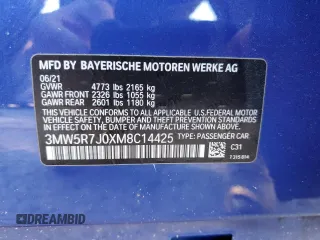 MFD BY BAYERISCHE MOTOREN WERKE AG
06/21
GVWR 4773 lbs 2165 kg
GAWR FRONT 2326 lbs 1055 kg
GAWR REAR 2601 lbs 1180 kg
THIS VEHICLE CONFORMS TO ALL APPLICABLE U.S. FEDERAL MOTOR VEHICLE SAFETY, BUMPER, AND THEFT PREVENTION STANDARDS IN EFFECT ON THE DATE OF MANUFACTURE SHOWN ABOVE.
3MW5R7J0XM8C14425 TYPE: PASSENGER CAR
C31
DREAMBID